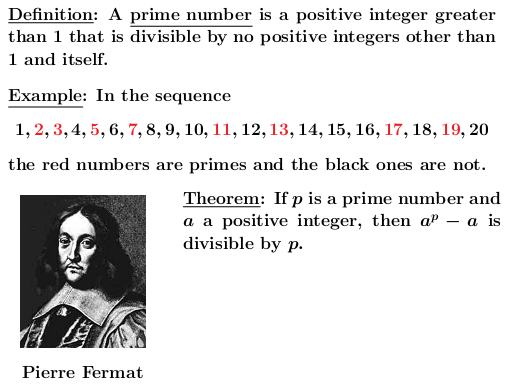 Definition: A prime number is a positive integer greater
than 1 that is divisible by no positive integers other than
1 and itself.
Example: In the sequence
1, 2, 3, 4, 5, 6, 7, 8, 9, 10, 11, 12, 13, 14, 15, 16, 17, 18, 19, 20
the red numbers are primes and the black ones are not.
Theorem: If p is a prime number and
a a positive integer, then aᵖ − a is
divisible by p.
Pierre Fermat